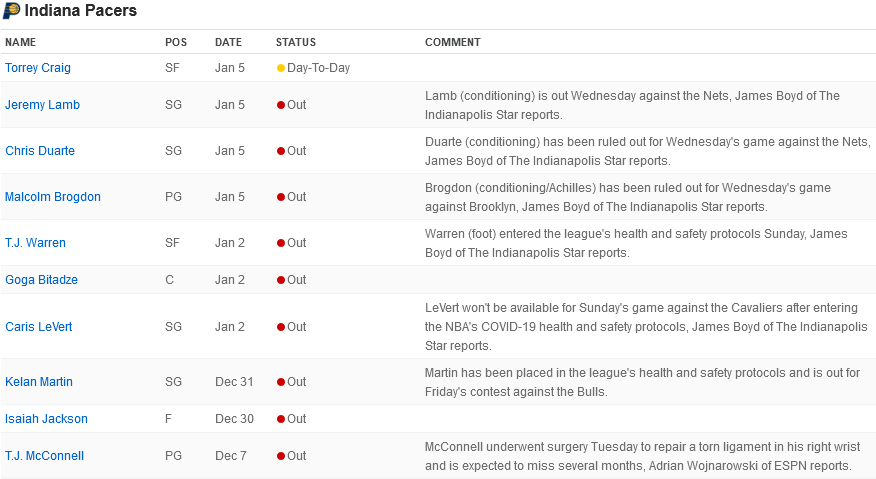 Indiana Pacers
NAME POS DATE STATUS COMMENT
Torrey Craig SF Jan 5 Day-To-Day
Jeremy Lamb SG Jan 5 Out Lamb (conditioning) is out Wednesday against the Nets, James Boyd of The
Indianapolis Star reports.
Chris Duarte SG Jan 5 Out Duarte (conditioning) has been ruled out for Wednesday's game against the Nets,
James Boyd of The Indianapolis Star reports.
Malcolm Brogdon PG Jan 5 Out Brogdon (conditioning/Achilles) has been ruled out for Wednesday's game
against Brooklyn, James Boyd of The Indianapolis Star reports.
T.J. Warren SF Jan 2 Out Warren (foot) entered the league's health and safety protocols Sunday, James
Boyd of The Indianapolis Star reports.
Goga Bitadze C Jan 2 Out
Caris LeVert SG Jan 2 Out LeVert won't be available for Sunday's game against the Cavaliers after entering
the NBA's COVID-19 health and safety protocols, James Boyd of The Indianapolis
Star reports.
Kelan Martin SG Dec 31 Out Martin has been placed in the league's health and safety protocols and is out for
Friday's contest against the Bulls.
Isaiah Jackson F Dec 30 Out
T.J. McConnell PG Dec 7 Out McConnell underwent surgery Tuesday to repair a torn ligament in his right wrist
and is expected to miss several months, Adrian Wojnarowski of ESPN reports.